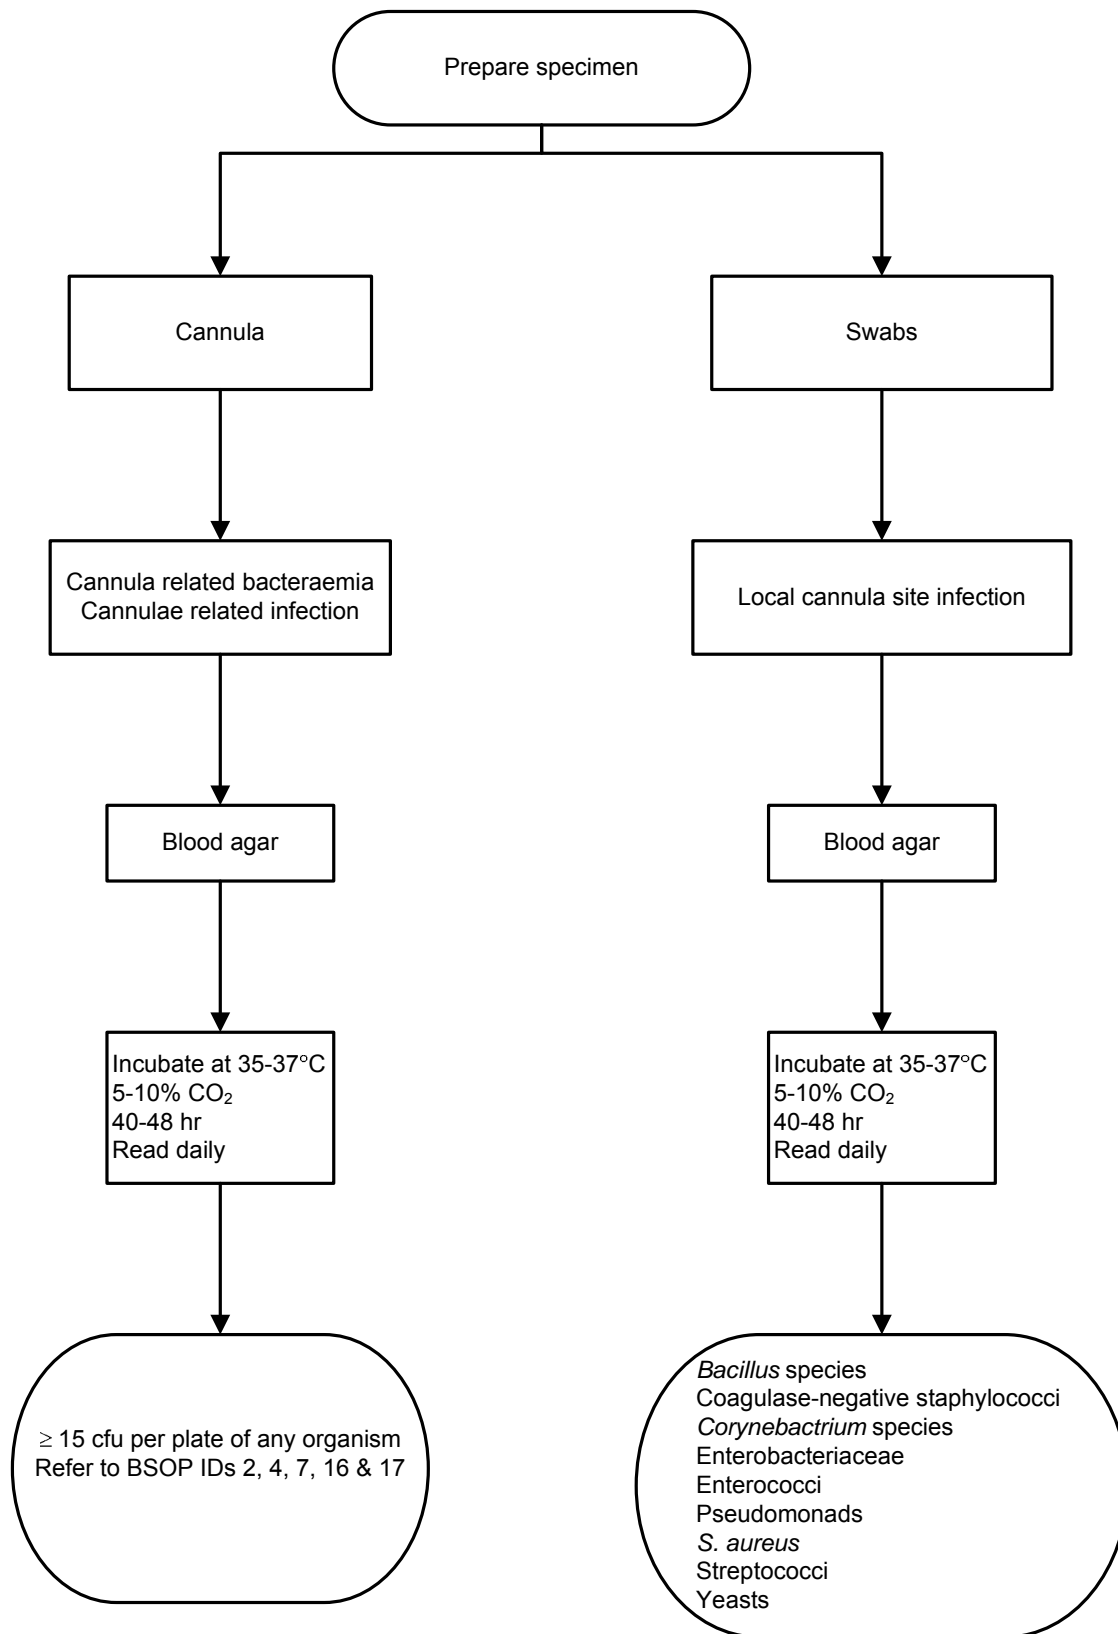 Prepare specimen
Cannula
Swabs
Cannula related bacteraemia
Cannulae related infection
Local cannula site infection
Blood agar
Blood agar
Incubate at 35-37°C
5-10% CO₂
40-48 hr
Read daily
Incubate at 35-37°C
5-10% CO₂
40-48 hr
Read daily
≥ 15 cfu per plate of any organism
Refer to BSOP IDs 2, 4, 7, 16 & 17
Bacillus species
Coagulase-negative staphylococci
Corynebactrium species
Enterobacteriaceae
Enterococci
Pseudomonads
S. aureus
Streptococci
Yeasts